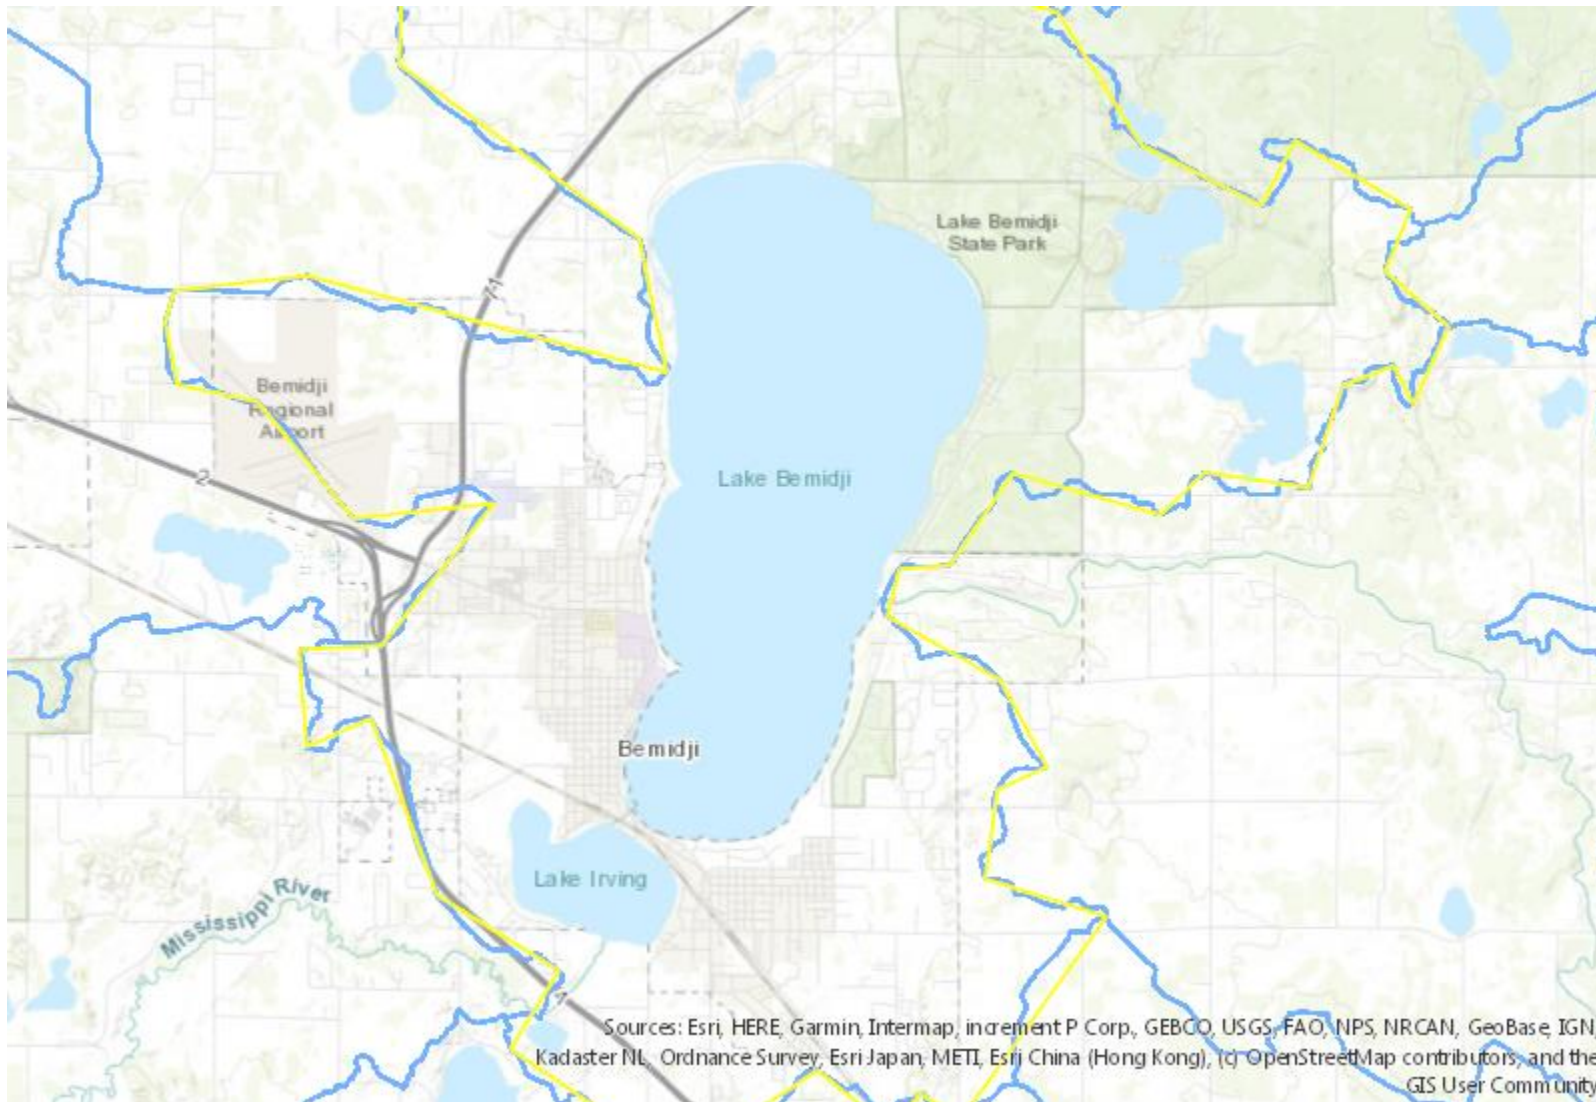 Lake Bemidji
State Park
71
Bemidji
Regional
Airport
2
Lake Bemidji
Bemidji
Lake Irving
Mississippi River
Sources: Esri, HERE, Garmin, Intermap, increment P Corp., GEBCO, USGS, FAO, NPS, NRCAN, GeoBase, IGN,
Kadaster NL, Ordnance Survey, Esri Japan, METI, Esri China (Hong Kong), (c) OpenStreetMap contributors, and the
GIS User Community